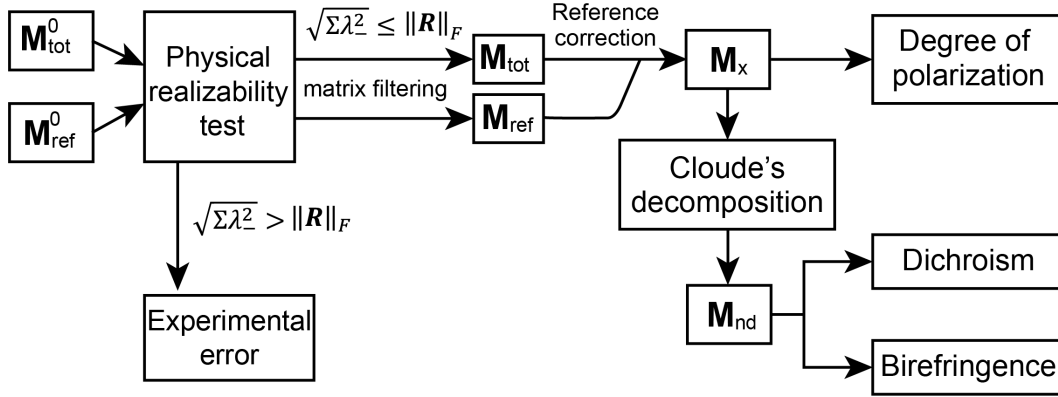 M⁰tot
M⁰ref
Physical
realizability
test
√Σλ²₋ ≤ ‖R‖F
matrix filtering
√Σλ²₋ > ‖R‖F
Experimental
error
Mtot
Mref
Reference
correction
Mx
Degree of
polarization
Cloude's
decomposition
Mnd
Dichroism
Birefringence